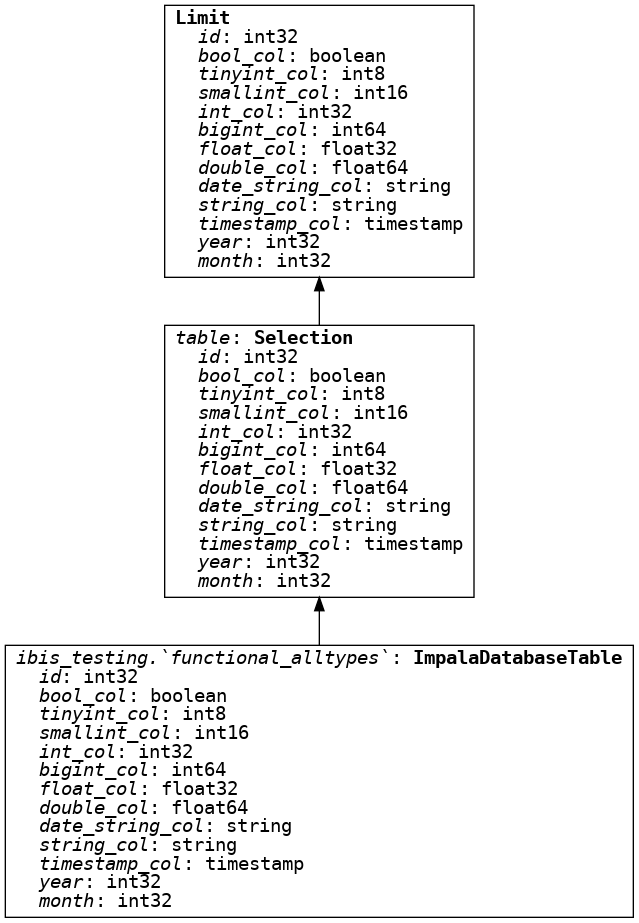 Limit
id: int32
bool_col: boolean
tinyint_col: int8
smallint_col: int16
int_col: int32
bigint_col: int64
float_col: float32
double_col: float64
date_string_col: string
string_col: string
timestamp_col: timestamp
year: int32
month: int32
table: Selection
id: int32
bool_col: boolean
tinyint_col: int8
smallint_col: int16
int_col: int32
bigint_col: int64
float_col: float32
double_col: float64
date_string_col: string
string_col: string
timestamp_col: timestamp
year: int32
month: int32
ibis_testing.`functional_alltypes`: ImpalaDatabaseTable
id: int32
bool_col: boolean
tinyint_col: int8
smallint_col: int16
int_col: int32
bigint_col: int64
float_col: float32
double_col: float64
date_string_col: string
string_col: string
timestamp_col: timestamp
year: int32
month: int32